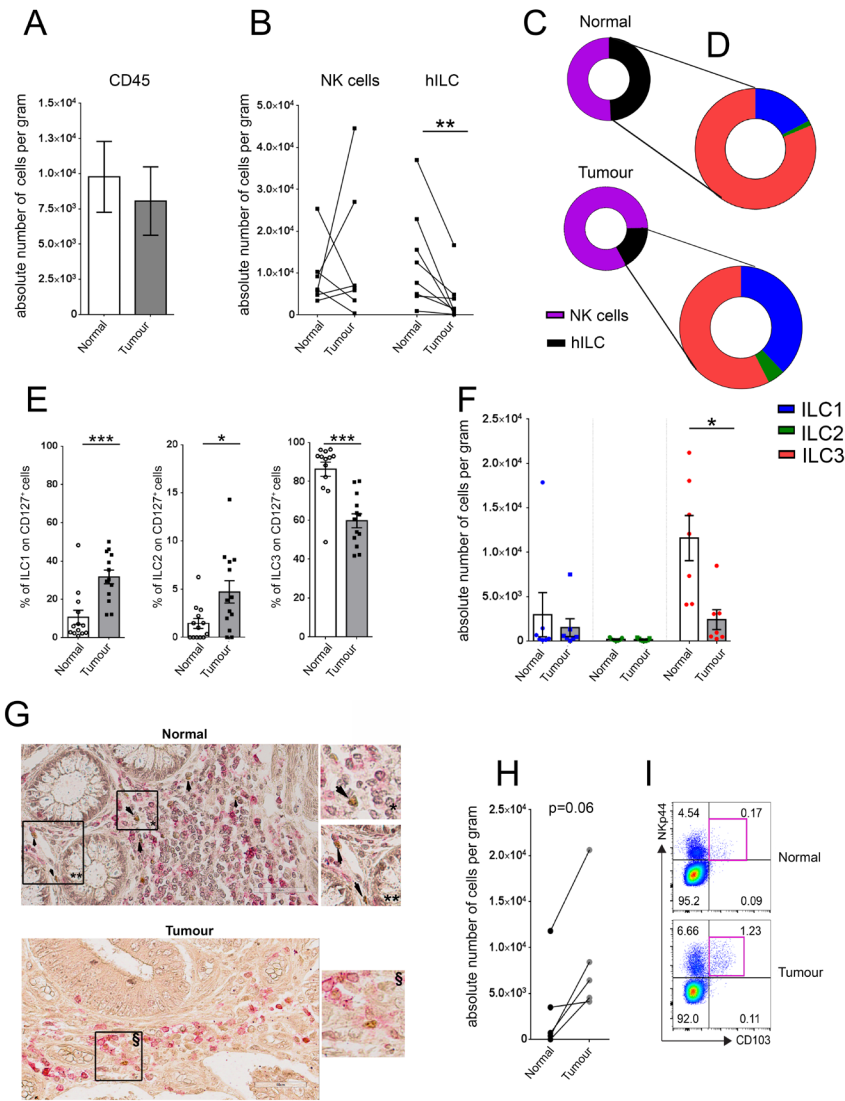 A
CD45
absolute number of cells per gram
1.5×10⁴
1.0×10⁴
5.0×10³
5.0×10³
0
Normal
Tumour
B
NK cells
hILC
**
absolute number of cells per gram
5.0×10⁴
4.0×10⁴
3.0×10⁴
2.0×10⁴
1.0×10⁴
0
Normal
Tumour
Normal
Tumour
C
Normal
Tumour
NK cells
hILC
D
ILC1
ILC2
ILC3
E
% of ILC1 on CD127⁺ cells
***
100
80
60
40
20
0
Normal
Tumour
% of ILC2 on CD127⁺ cells
*
20
15
10
5
0
Normal
Tumour
% of ILC3 on CD127⁺ cells
***
100
80
60
40
20
0
Normal
Tumour
F
*
absolute number of cells per gram
2.5×10⁴
2.0×10⁴
1.5×10⁴
1.0×10⁴
5.0×10³
0
Normal
Tumour
Normal
Tumour
Normal
Tumour
G
Normal
*
**
*
**
Tumour
§
§
H
p=0.06
absolute number of cells per gram
2.5×10⁴
2.0×10⁴
1.5×10⁴
1.0×10⁴
5.0×10³
0
Normal
Tumour
I
NKp44
4.54
0.17
95.2
0.09
Normal
6.66
1.23
92.0
0.11
Tumour
CD103